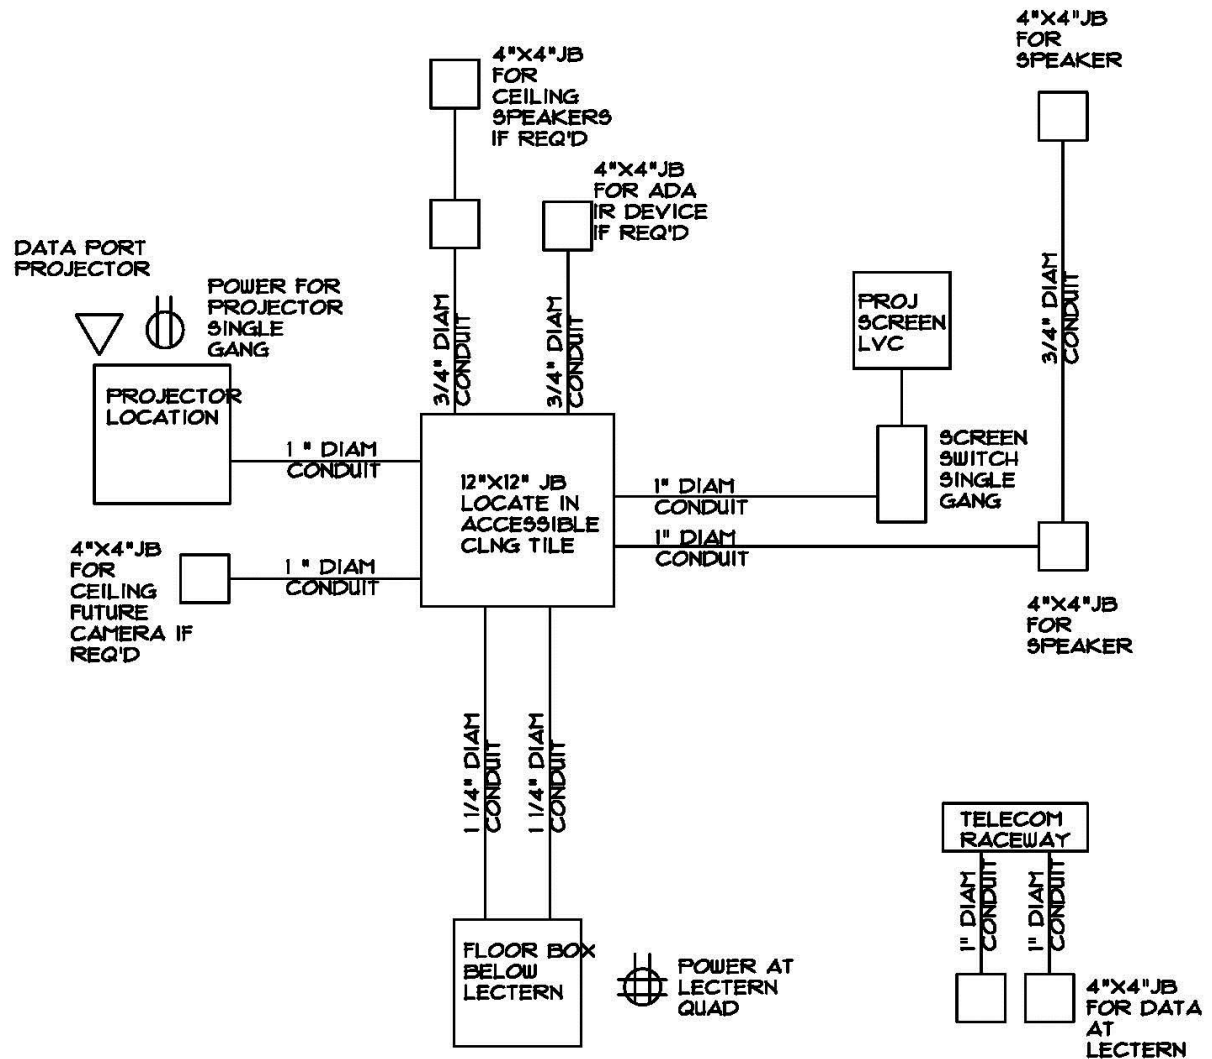 4"X4"JB
FOR
SPEAKER
4"X4"JB
FOR
CEILING
SPEAKERS
IF REQ'D
4"X4"JB
FOR ADA
IR DEVICE
IF REQ'D
DATA PORT
PROJECTOR
POWER FOR
PROJECTOR
SINGLE
GANG
3/4" DIAM
CONDUIT
3/4" DIAM
CONDUIT
PROJ
SCREEN
LVC
3/4" DIAM
CONDUIT
PROJECTOR
LOCATION
1 " DIAM
CONDUIT
12"X12" JB
LOCATE IN
ACCESSIBLE
CLNG TILE
1" DIAM
CONDUIT
SCREEN
SWITCH
SINGLE
GANG
1" DIAM
CONDUIT
4"X4"JB
FOR
CEILING
FUTURE
CAMERA IF
REQ'D
1 " DIAM
CONDUIT
4"X4"JB
FOR
SPEAKER
1 1/4" DIAM
CONDUIT
1 1/4" DIAM
CONDUIT
TELECOM
RACEWAY
1" DIAM
CONDUIT
1" DIAM
CONDUIT
FLOOR BOX
BELOW
LECTERN
POWER AT
LECTERN
QUAD
4"X4"JB
FOR DATA
AT
LECTERN